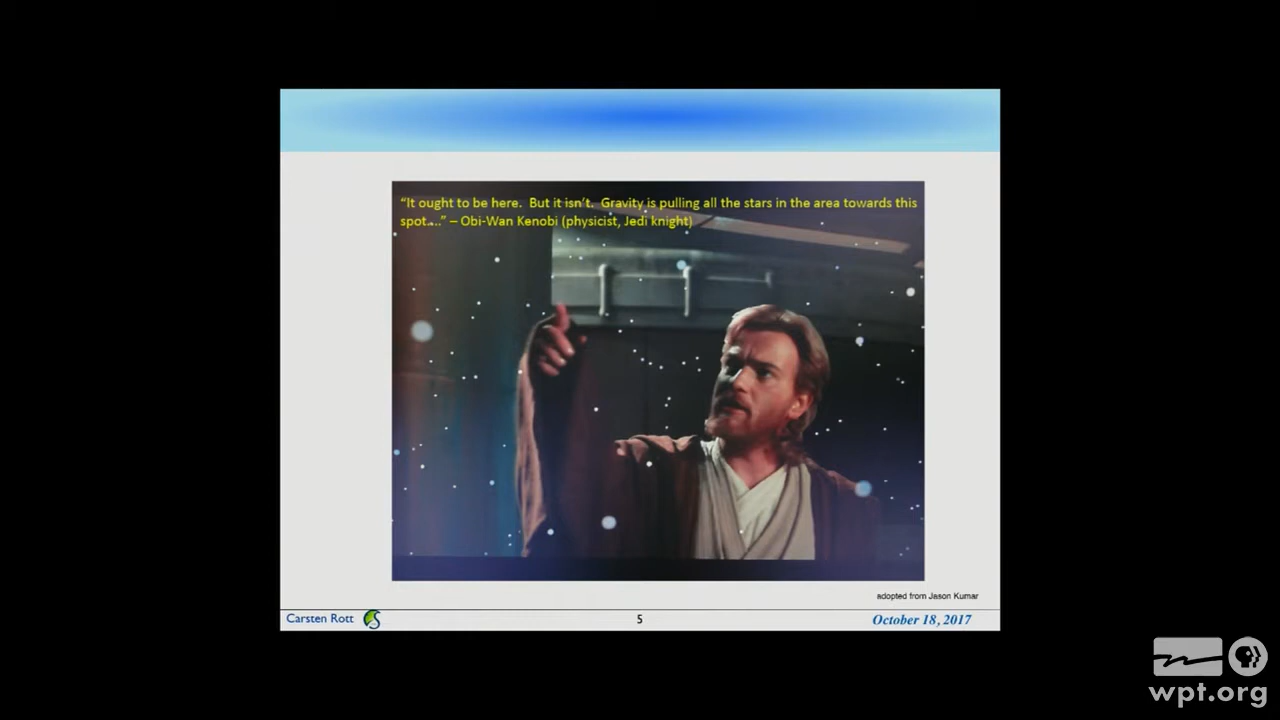 “It ought to be here. But it isn’t. Gravity is pulling all the stars in the area towards this
spot....” – Obi-Wan Kenobi (physicist, Jedi knight)
adopted from Jason Kumar
Carsten Rott
5
October 18, 2017
wpt.org